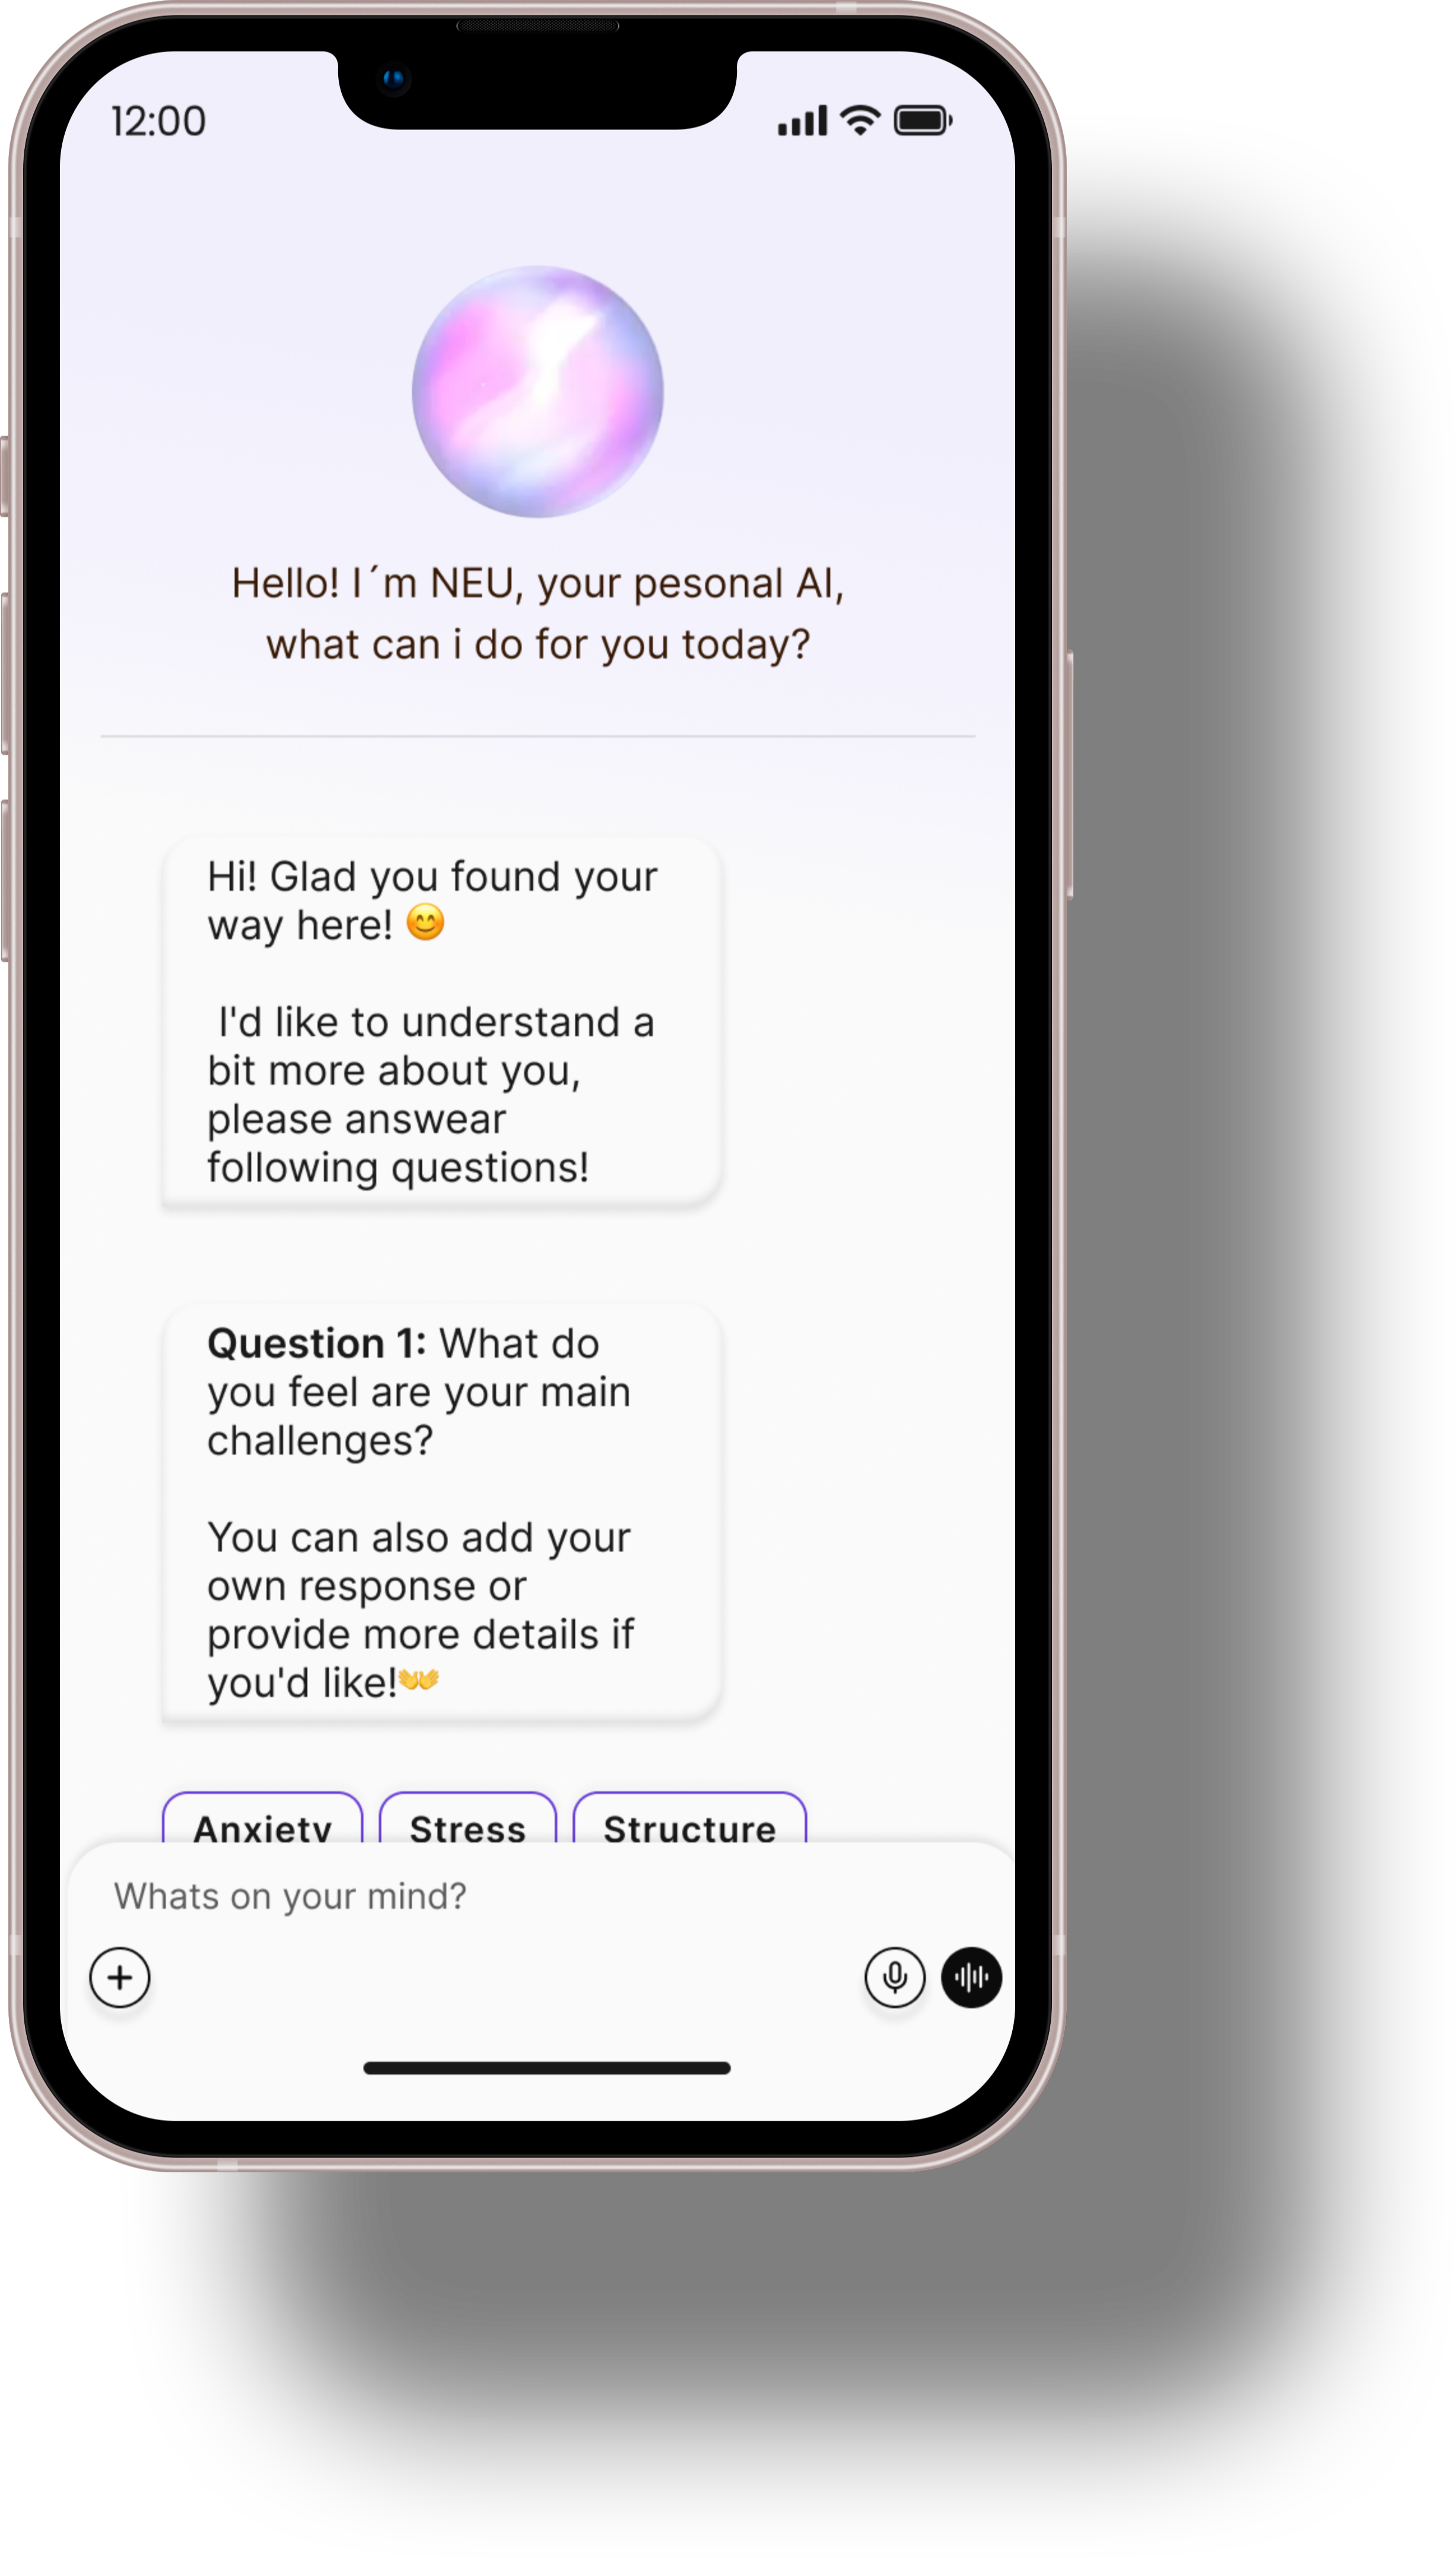 12:00
Hello! I´m NEU, your pesonal AI,
what can i do for you today?
Hi! Glad you found your
way here! 😊
I'd like to understand a
bit more about you,
please answear
following questions!
Question 1: What do
you feel are your main
challenges?
You can also add your
own response or
provide more details if
you'd like!👐
Anxiety Stress Structure
Whats on your mind?